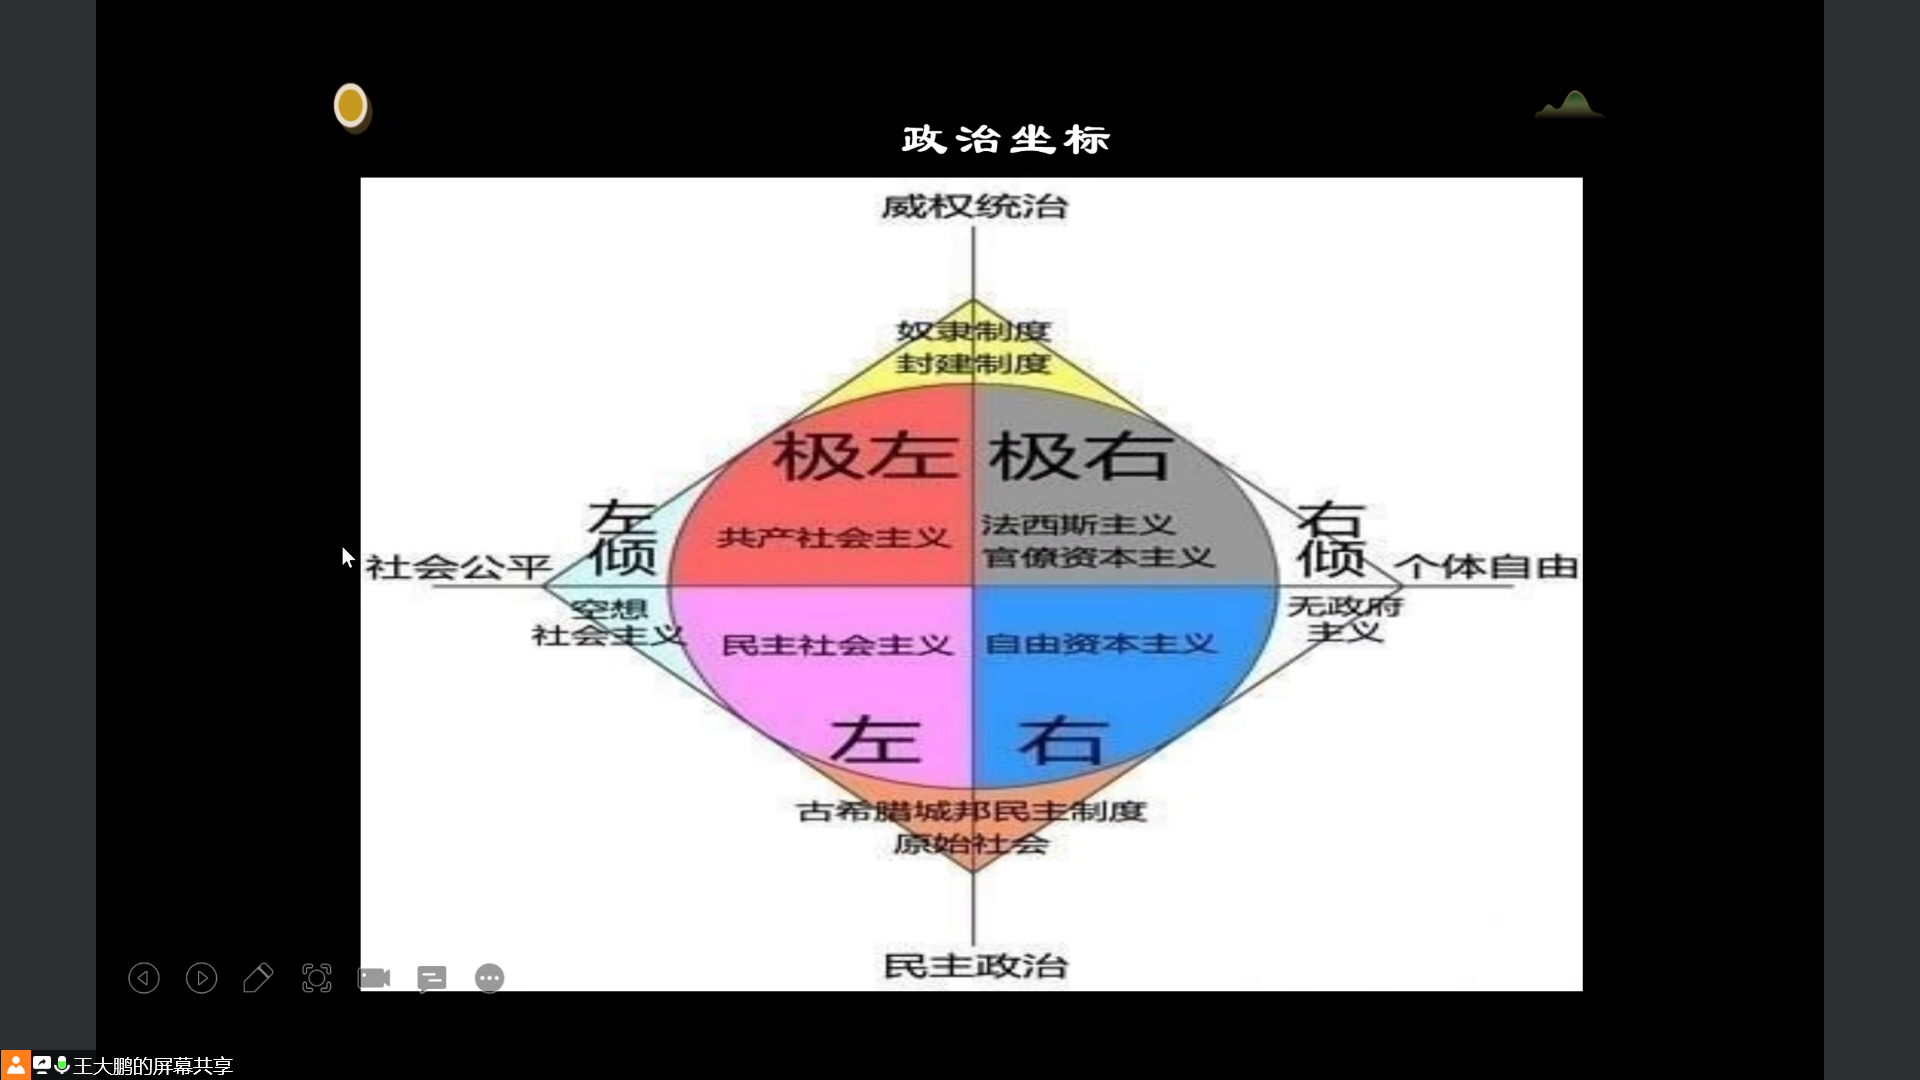 政治坐标
威权统治
奴隶制度
封建制度
极左
极右
左倾
右倾
共产社会主义
法西斯主义
官僚资本主义
社会公平
个体自由
空想
社会主义
无政府
主义
民主社会主义
自由资本主义
左
右
古希腊城邦民主制度
原始社会
民主政治
王大鹏的屏幕共享